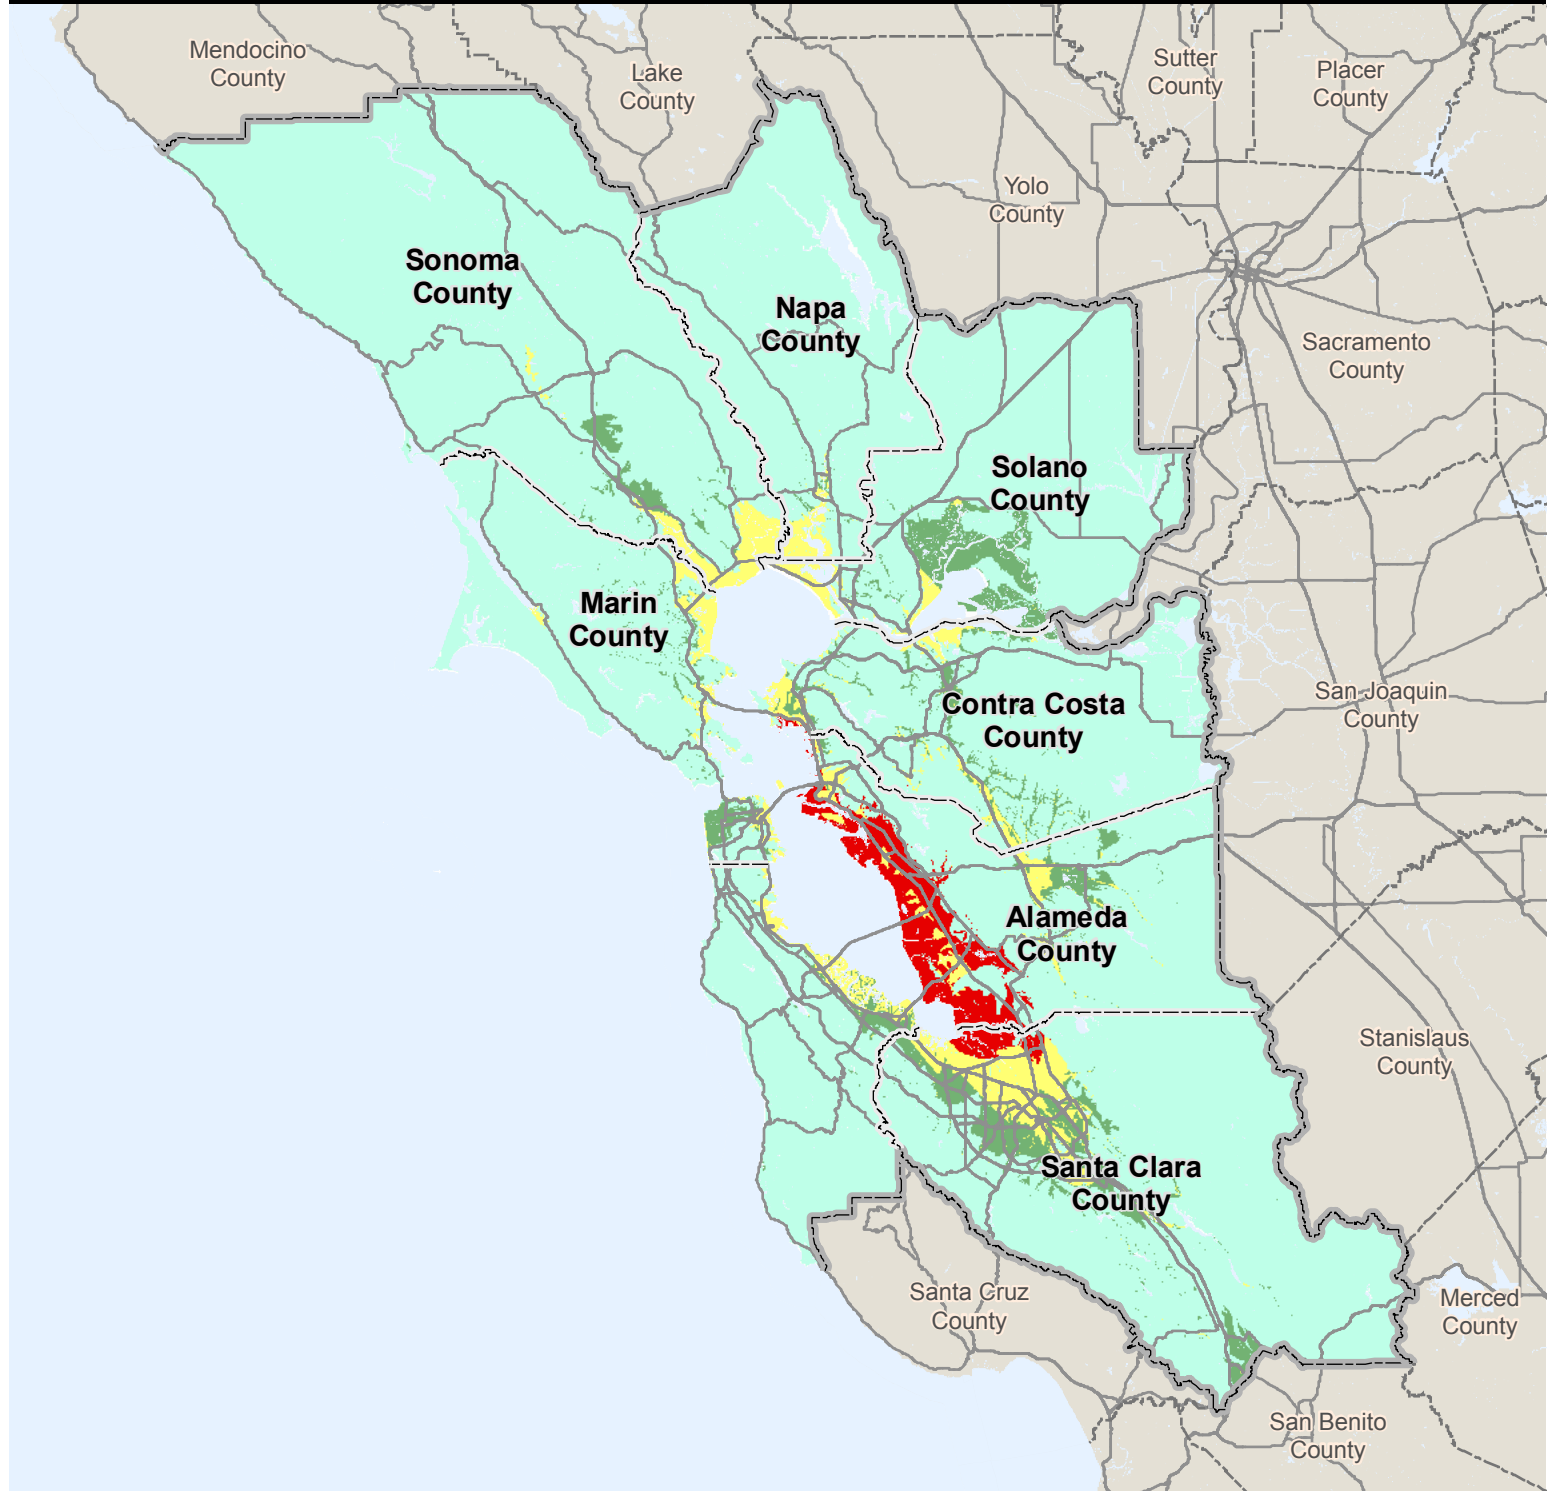 Mendocino
County
Lake
County
Sutter
County
Placer
County
Yolo
County
Sonoma
County
Napa
County
Sacramento
County
Solano
County
Marin
County
Contra Costa
County
San Joaquin
County
Alameda
County
Stanislaus
County
Santa Clara
County
Santa Cruz
County
Merced
County
San Benito
County